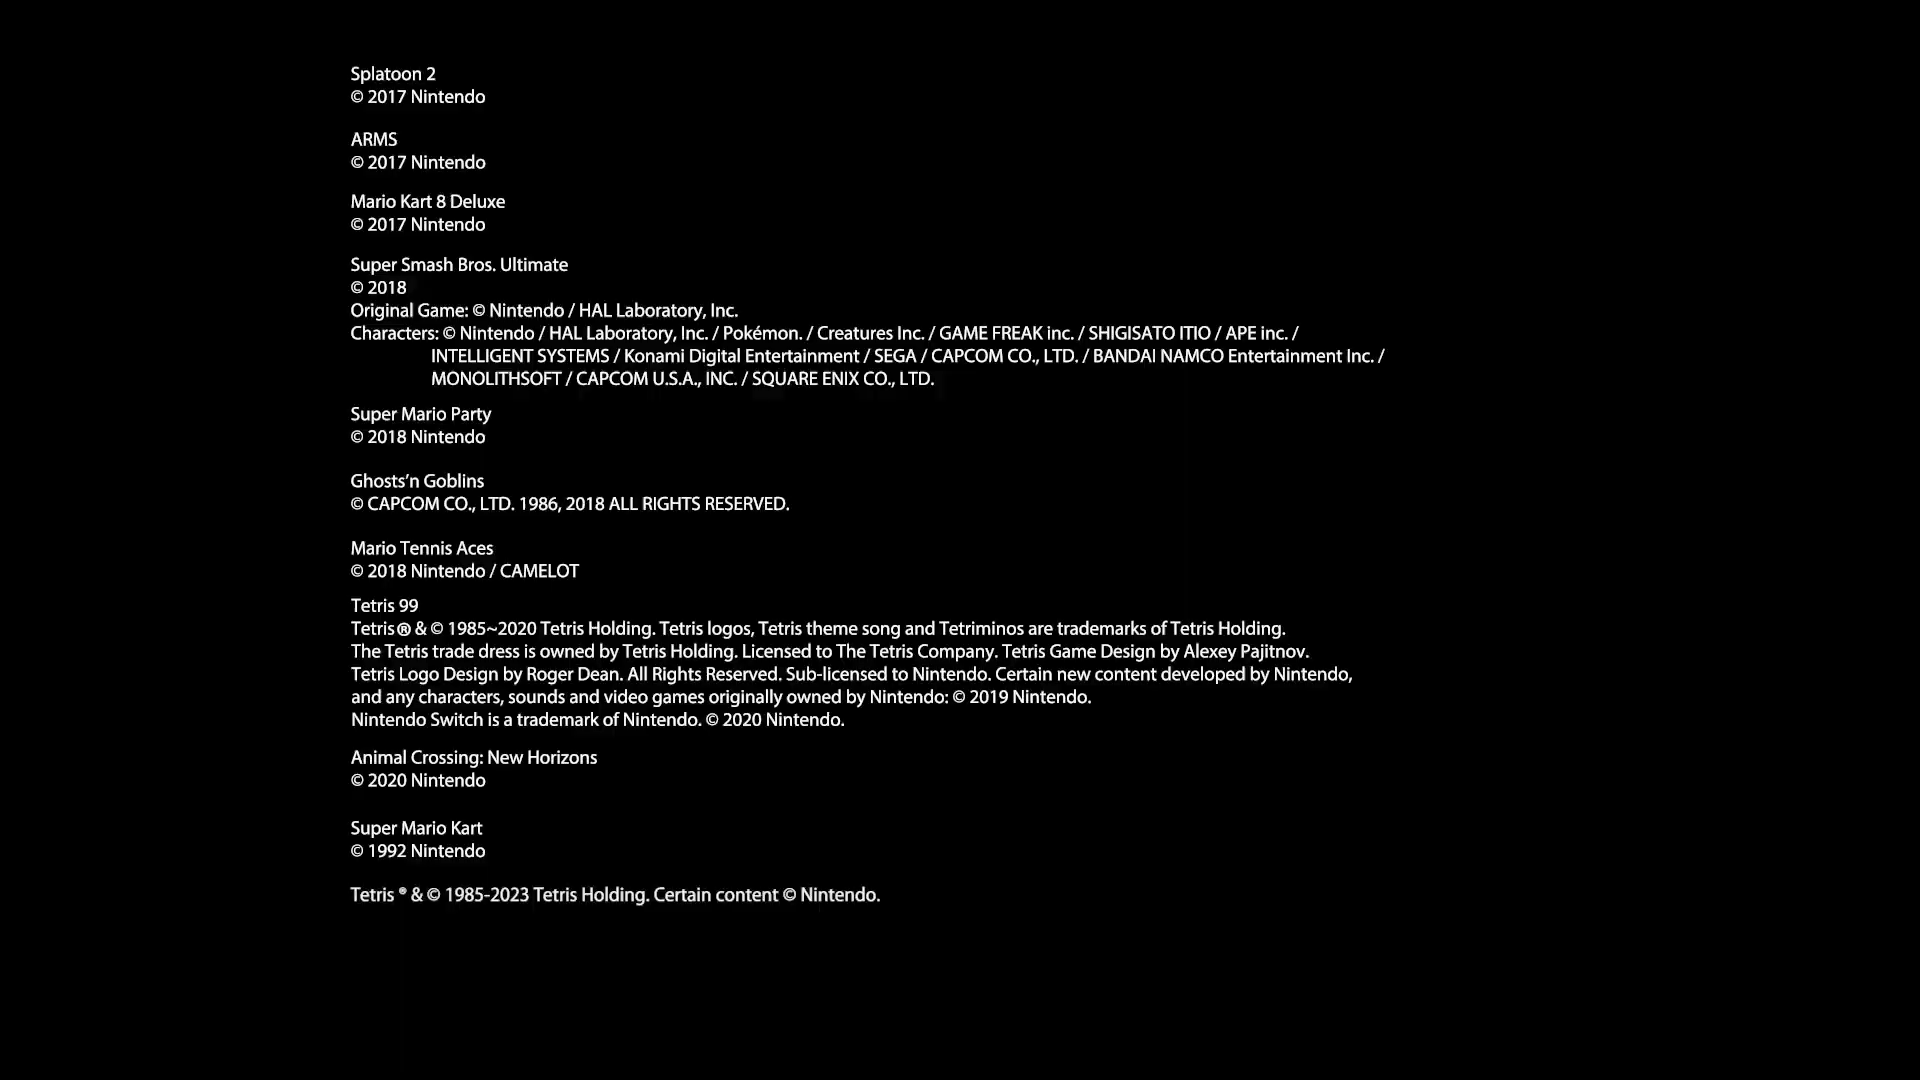 Splatoon 2
© 2017 Nintendo
ARMS
© 2017 Nintendo
Mario Kart 8 Deluxe
© 2017 Nintendo
Super Smash Bros. Ultimate
© 2018
Original Game: © Nintendo / HAL Laboratory, Inc.
Characters: © Nintendo / HAL Laboratory, Inc. / Pokémon. / Creatures Inc. / GAME FREAK inc. / SHIGISATO ITIO / APE inc. /
INTELLIGENT SYSTEMS / Konami Digital Entertainment / SEGA / CAPCOM CO., LTD. / BANDAI NAMCO Entertainment Inc. /
MONOLITHSOFT / CAPCOM U.S.A., INC. / SQUARE ENIX CO., LTD.
Super Mario Party
© 2018 Nintendo
Ghosts’n Goblins
© CAPCOM CO., LTD. 1986, 2018 ALL RIGHTS RESERVED.
Mario Tennis Aces
© 2018 Nintendo / CAMELOT
Tetris 99
Tetris® & © 1985~2020 Tetris Holding. Tetris logos, Tetris theme song and Tetriminos are trademarks of Tetris Holding.
The Tetris trade dress is owned by Tetris Holding. Licensed to The Tetris Company. Tetris Game Design by Alexey Pajitnov.
Tetris Logo Design by Roger Dean. All Rights Reserved. Sub-licensed to Nintendo. Certain new content developed by Nintendo,
and any characters, sounds and video games originally owned by Nintendo: © 2019 Nintendo.
Nintendo Switch is a trademark of Nintendo. © 2020 Nintendo.
Animal Crossing: New Horizons
© 2020 Nintendo
Super Mario Kart
© 1992 Nintendo
Tetris ® & © 1985-2023 Tetris Holding. Certain content © Nintendo.